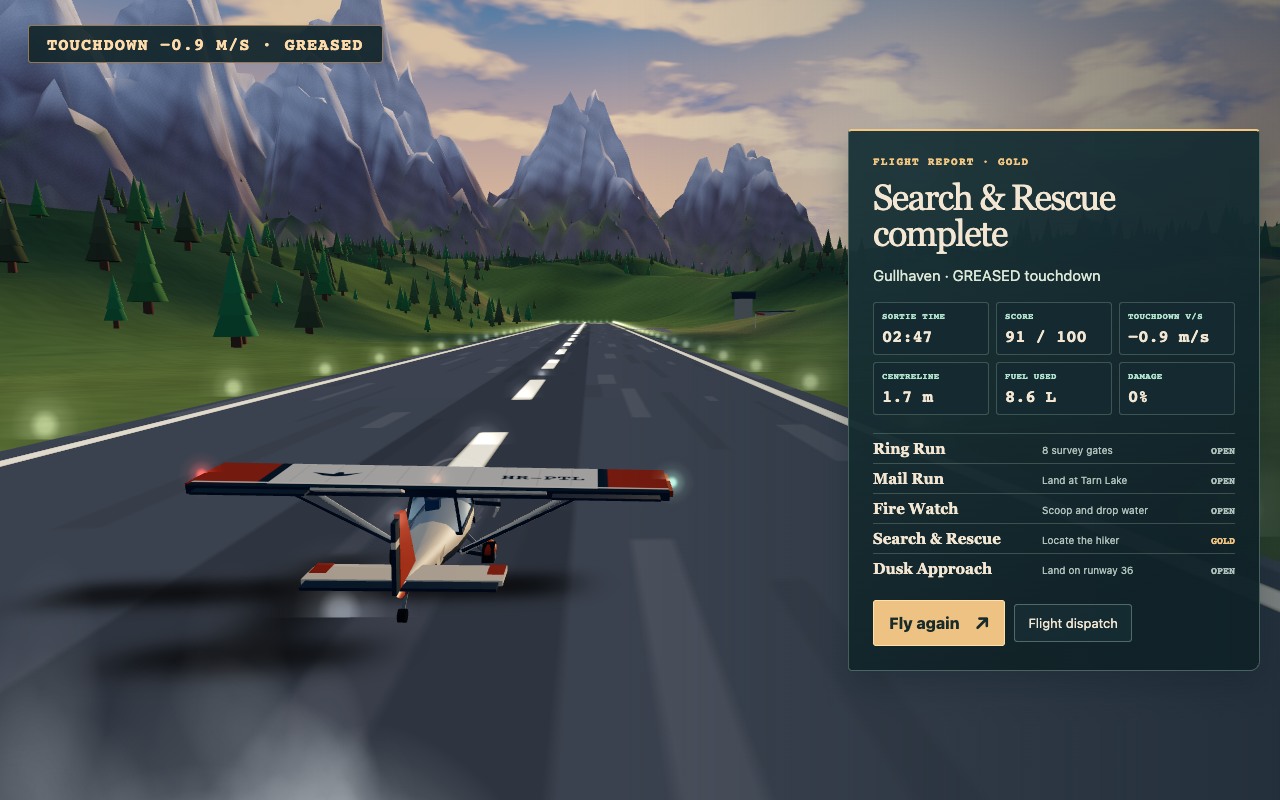 TOUCHDOWN −0.9 M/S · GREASED
FLIGHT REPORT · GOLD
Search & Rescue
complete
Gullhaven · GREASED touchdown
SORTIE TIME
02:47
SCORE
91 / 100
TOUCHDOWN V/S
−0.9 m/s
CENTRELINE
1.7 m
FUEL USED
8.6 L
DAMAGE
0%
Ring Run 8 survey gates OPEN
Mail Run Land at Tarn Lake OPEN
Fire Watch Scoop and drop water OPEN
Search & Rescue Locate the hiker GOLD
Dusk Approach Land on runway 36 OPEN
Fly again ↗
Flight dispatch
HR-PTL